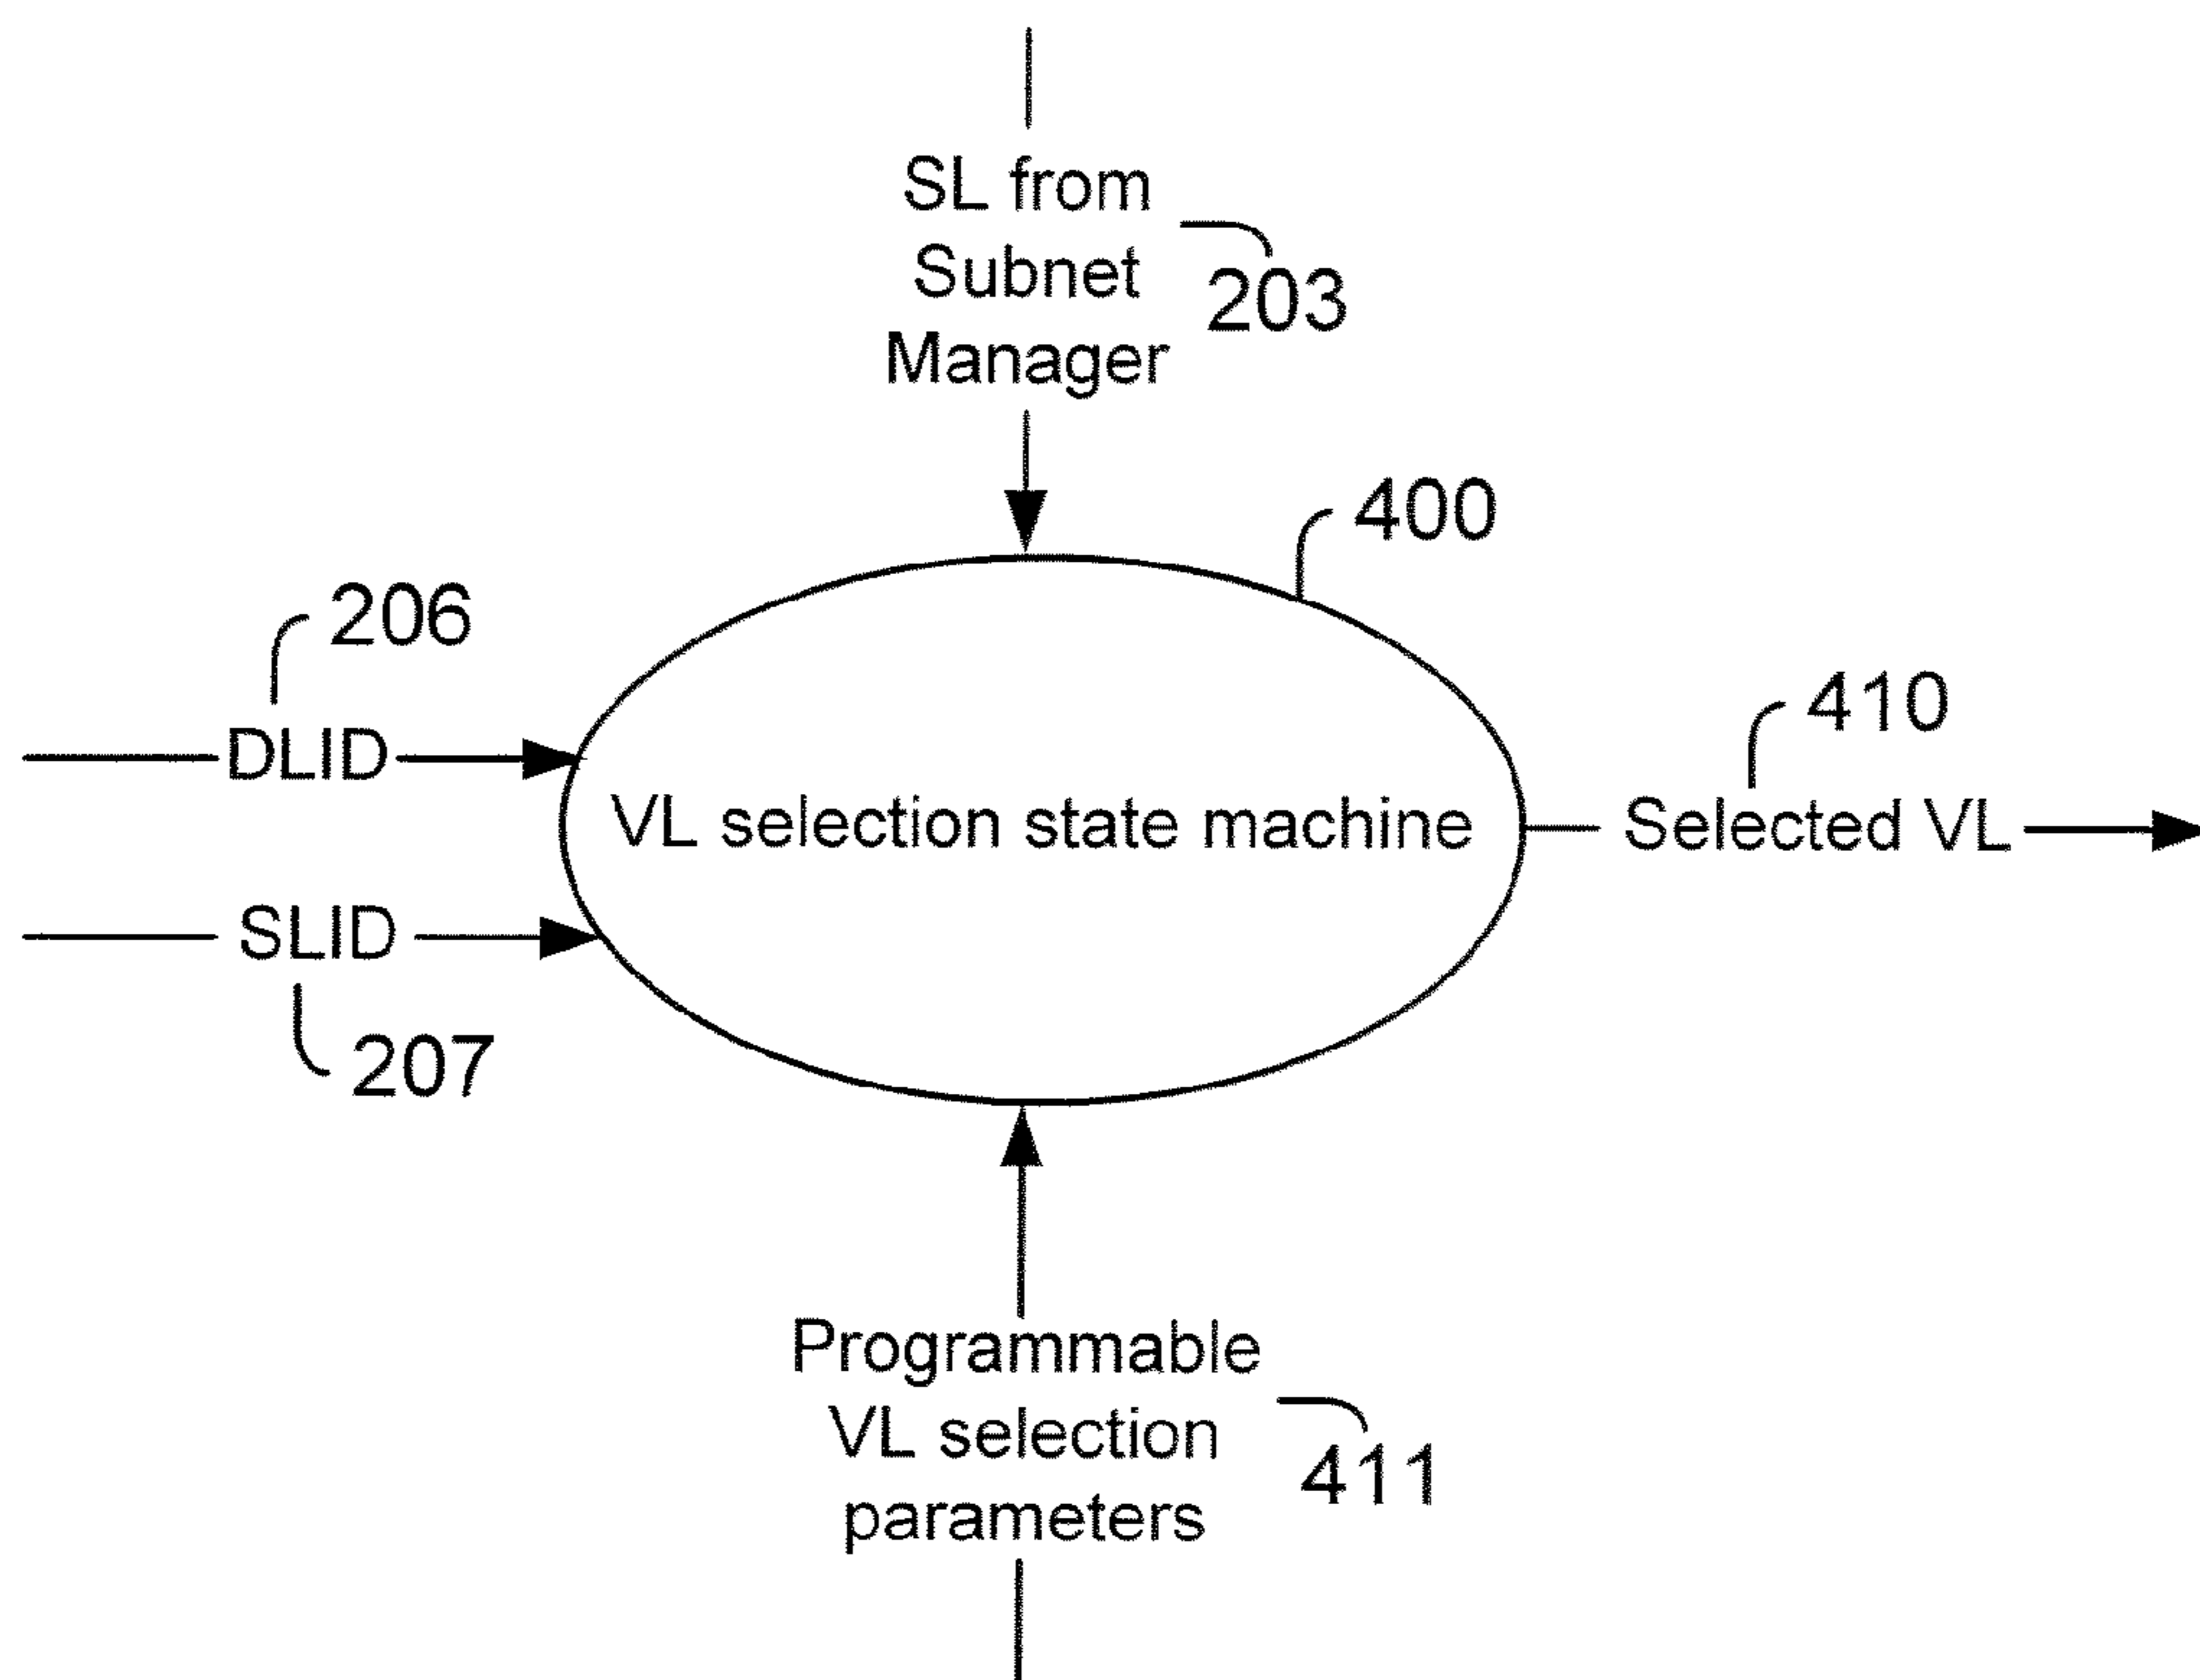 SL from
Subnet
Manager
203
400
206
DLID
410
VL selection state machine
Selected VL
SLID
207
Programmable
VL selection
parameters
411